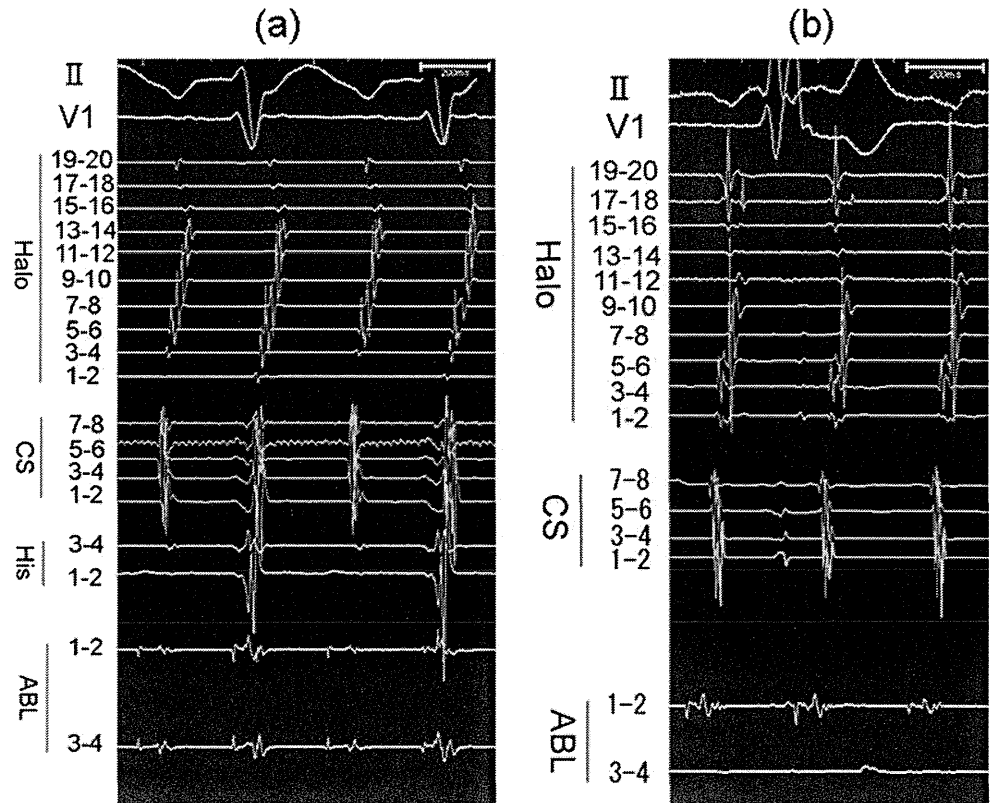 (a)
II
V1
200ms
19-20
17-18
15-16
13-14
11-12
9-10
7-8
5-6
3-4
1-2
Halo
7-8
5-6
3-4
1-2
CS
3-4
1-2
His
1-2
3-4
ABL
(b)
II
V1
200ms
19-20
17-18
15-16
13-14
11-12
9-10
7-8
5-6
3-4
1-2
Halo
7-8
5-6
3-4
1-2
CS
1-2
3-4
ABL